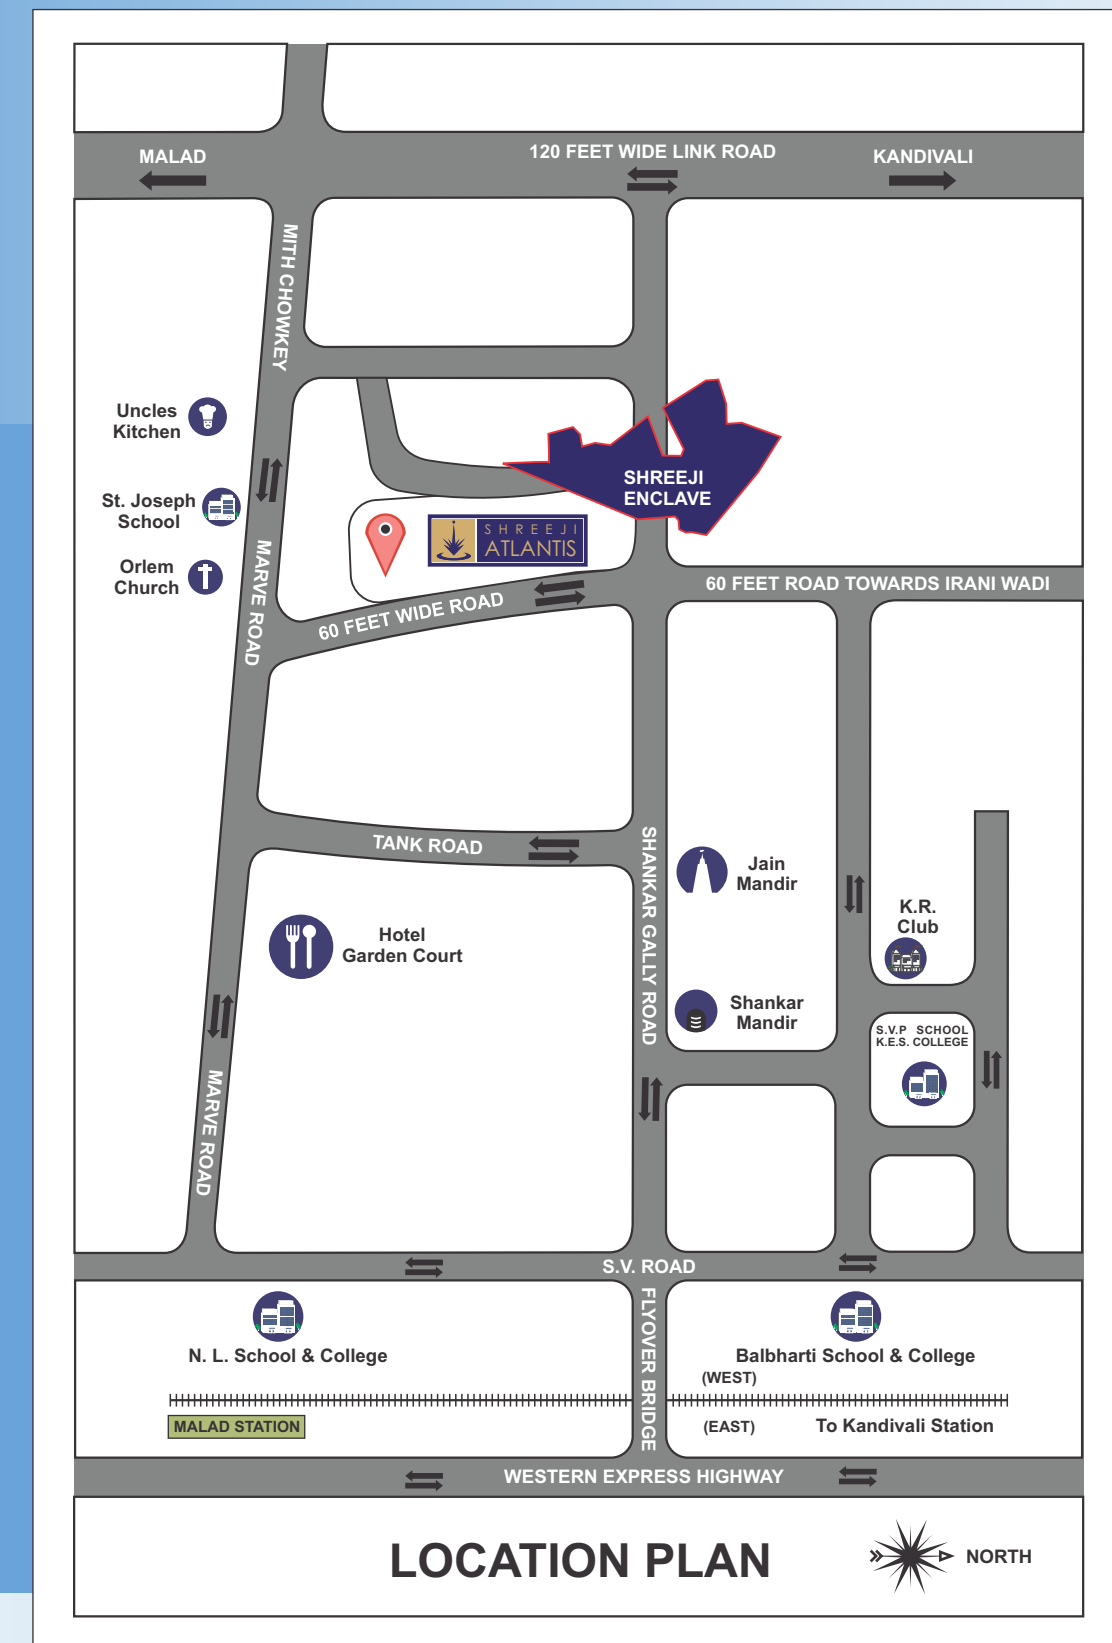 120 FEET WIDE LINK ROAD
MALAD
KANDIVALI
MITH CHOWKEY
Uncles
Kitchen
SHREEJI
ENCLAVE
St. Joseph
School
SHREEJI
ATLANTIS
Orlem
Church
MARVE ROAD
60 FEET WIDE ROAD
60 FEET ROAD TOWARDS IRANI WADI
TANK ROAD
SHANKAR GALLY ROAD
Jain
Mandir
K.R.
Club
Hotel
Garden Court
Shankar
Mandir
S.V.P SCHOOL
K.E.S. COLLEGE
MARVE ROAD
S.V. ROAD
FLYOVER BRIDGE
N. L. School & College
Balbharti School & College
(WEST)
MALAD STATION
(EAST)
To Kandivali Station
WESTERN EXPRESS HIGHWAY
LOCATION PLAN
NORTH